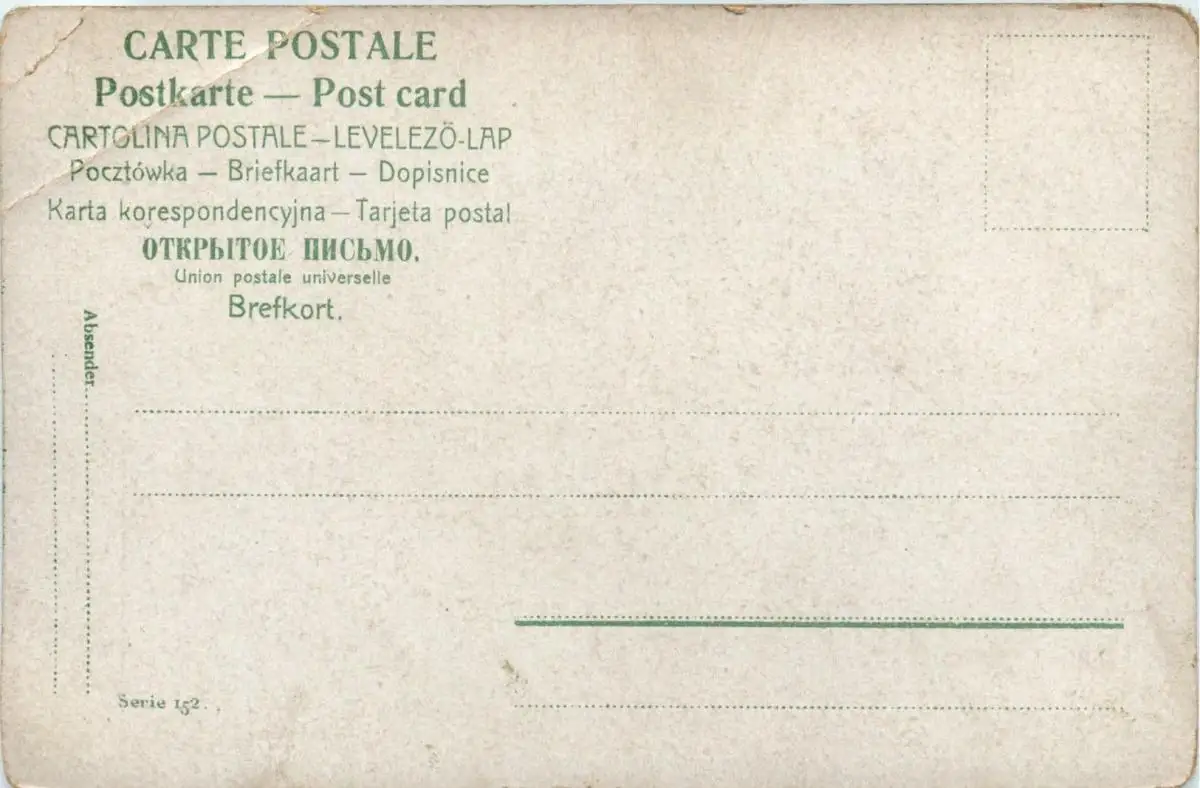 CARTE POSTALE
Postkarte — Post card
CARTOLINA POSTALE—LEVELEZÖ-LAP
Pocztówka — Briefkaart — Dopisnice
Karta korespondencyjna — Tarjeta postal
ОТКРЫТОЕ ПИСЬМО.
Union postale universelle
Brefkort.
Absender
Serie 152.